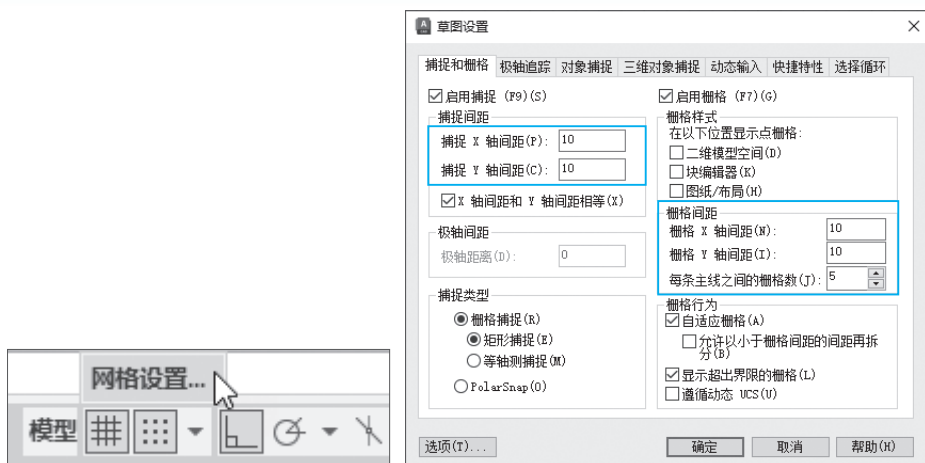 网格设置...
模型
草图设置
捕捉和栅格 极轴追踪 对象捕捉 三维对象捕捉 动态输入 快捷特性 选择循环
启用捕捉 (F9)(S)
捕捉间距
捕捉 X 轴间距(P): 10
捕捉 Y 轴间距(C): 10
X 轴间距和 Y 轴间距相等(X)
极轴间距
极轴距离(D): 0
捕捉类型
栅格捕捉(R)
矩形捕捉(E)
等轴测捕捉(M)
PolarSnap(O)
启用栅格 (F7)(G)
栅格样式
在以下位置显示点栅格:
二维模型空间(D)
块编辑器(K)
图纸/布局(H)
栅格间距
栅格 X 轴间距(N): 10
栅格 Y 轴间距(I): 10
每条主线之间的栅格数(J): 5
栅格行为
自适应栅格(A)
允许以小于栅格间距的间距再拆
分(B)
显示超出界限的栅格(L)
遵循动态 UCS(U)
选项(T)... 确定 取消 帮助(H)